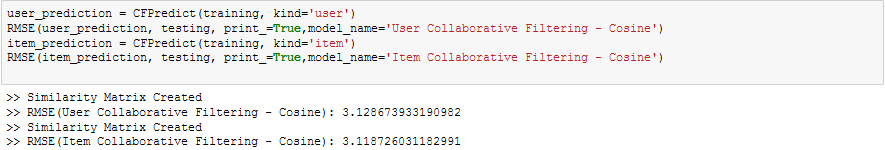 user_prediction = CFPredict(training, kind='user')
RMSE(user_prediction, testing, print_=True,model_name='User Collaborative Filtering - Cosine')
item_prediction = CFPredict(training, kind='item')
RMSE(item_prediction, testing, print_=True,model_name='Item Collaborative Filtering - Cosine')
>> Similarity Matrix Created
>> RMSE(User Collaborative Filtering - Cosine): 3.128673933190982
>> Similarity Matrix Created
>> RMSE(Item Collaborative Filtering - Cosine): 3.118726031182991